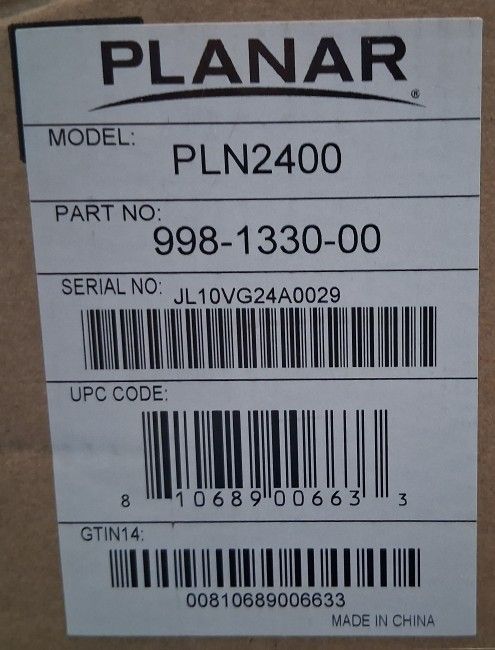 PLANAR®
MODEL:
PLN2400
PART NO:
998-1330-00
SERIAL NO: JL10VG24A0029
UPC CODE:
8 10689 00663 3
GTIN14:
00810689006633
MADE IN CHINA